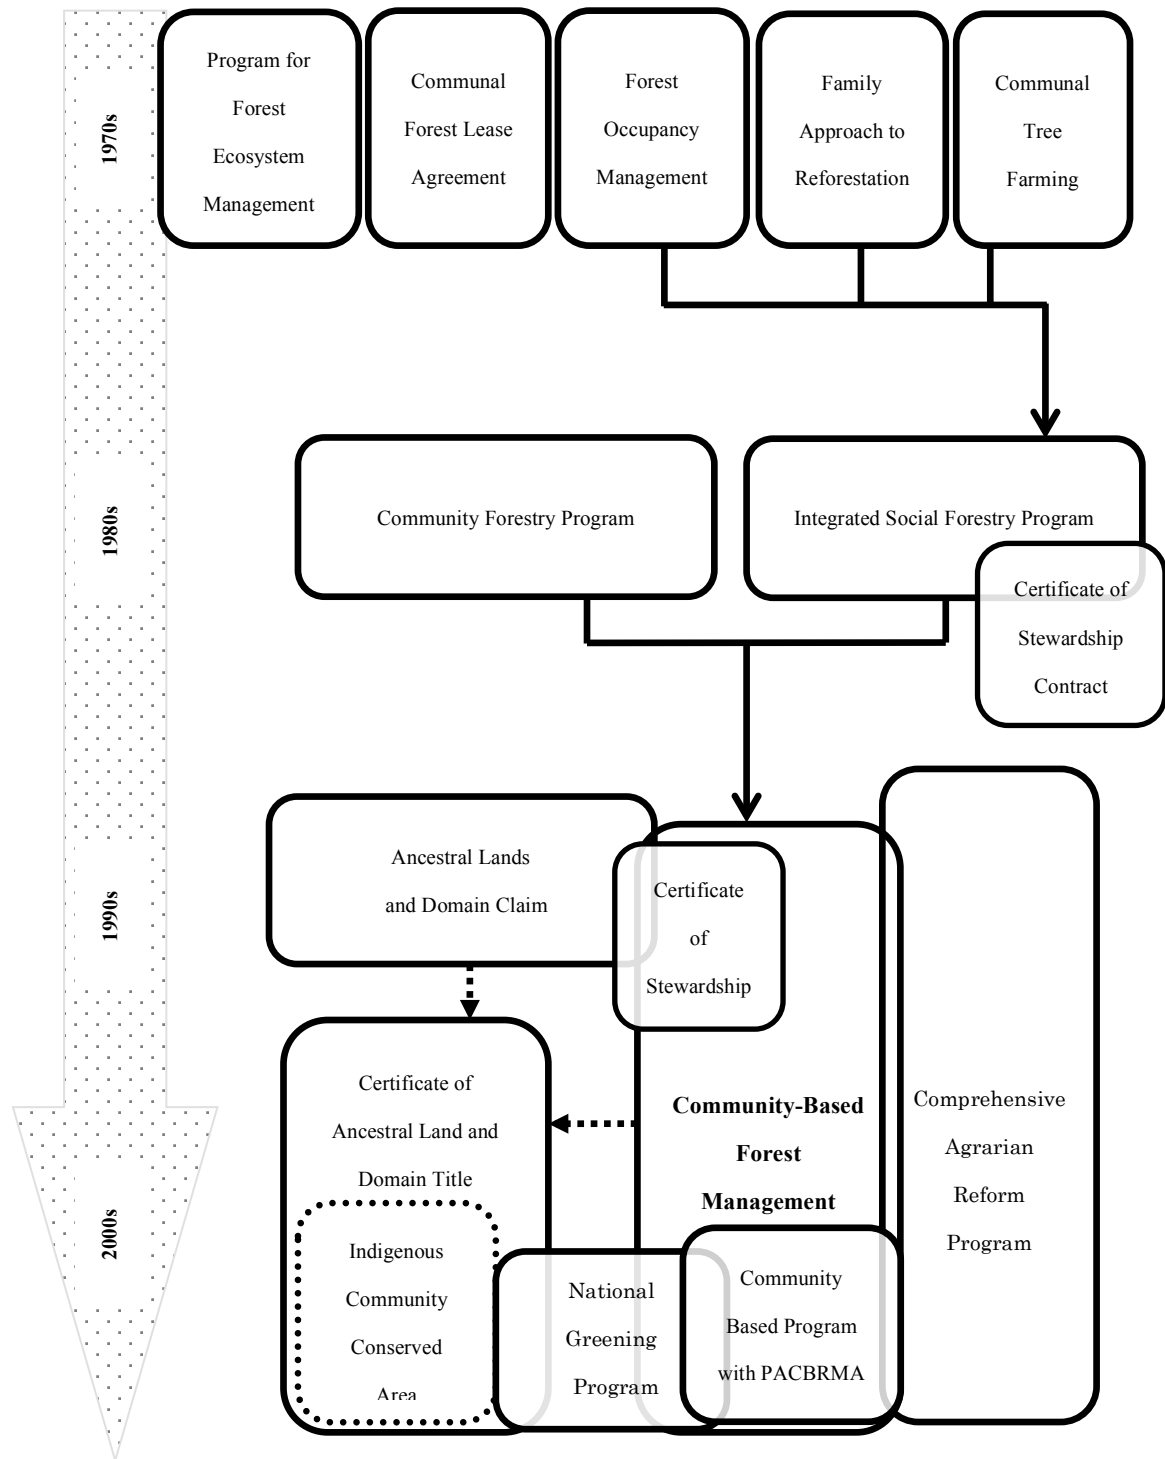 1970s
Program for
Forest
Ecosystem
Management
Communal
Forest Lease
Agreement
Forest
Occupancy
Management
Family
Approach to
Reforestation
Communal
Tree
Farming
1980s
Community Forestry Program
Integrated Social Forestry Program
Certificate of
Stewardship
Contract
1990s
Ancestral Lands
and Domain Claim
Certificate
of
Stewardship
2000s
Certificate of
Ancestral Land and
Domain Title
Indigenous
Community
Conserved
Area
Community-Based
Forest
Management
National
Greening
Program
Community
Based Program
with PACBRMA
Comprehensive
Agrarian
Reform
Program